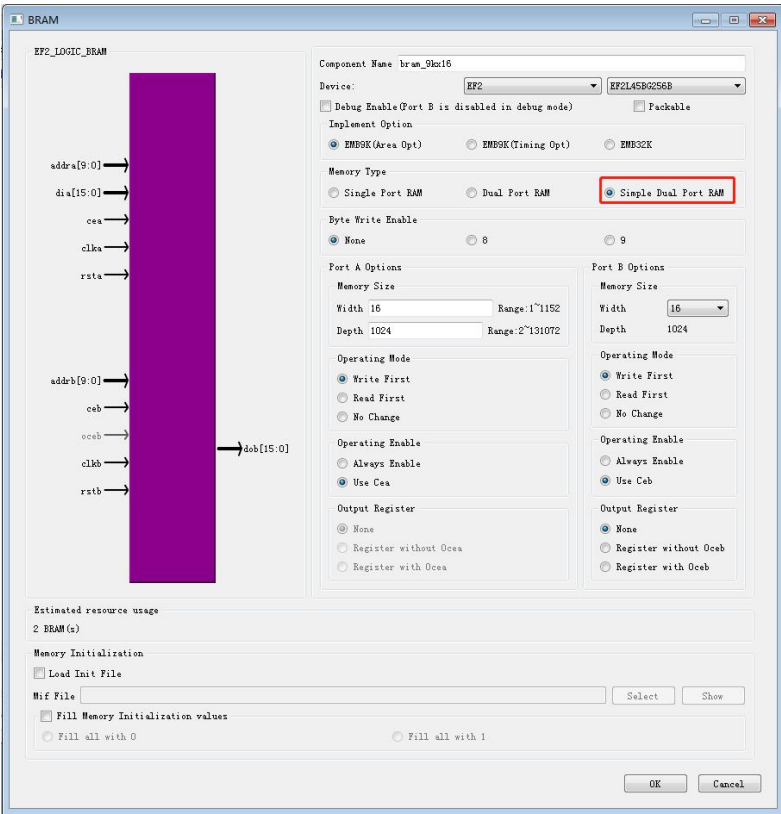 BRAM
EF2_LOGIC_BRAM
addra[9:0]
dia[15:0]
cea
clka
rsta
addrb[9:0]
ceb
oceb
clkb
rstb
dob[15:0]
Component Name bram_9kx16
Device: EF2 EF2L45BG256B
Debug Enable(Port B is disabled in debug mode) Packable
Implement Option
EMB9K(Area Opt) EMB9K(Timing Opt) EMB32K
Memory Type
Single Port RAM Dual Port RAM Simple Dual Port RAM
Byte Write Enable
None 8 9
Port A Options
Memory Size
Width 16 Range:1~1152
Depth 1024 Range:2~131072
Operating Mode
Write First
Read First
No Change
Operating Enable
Always Enable
Use Cea
Output Register
None
Register without Ocea
Register with Ocea
Port B Options
Memory Size
Width 16
Depth 1024
Operating Mode
Write First
Read First
No Change
Operating Enable
Always Enable
Use Ceb
Output Register
None
Register without Oceb
Register with Oceb
Estimated resource usage
2 BRAM(s)
Memory Initialization
Load Init File
Mif File Select Show
Fill Memory Initialization values
Fill all with 0 Fill all with 1
OK Cancel